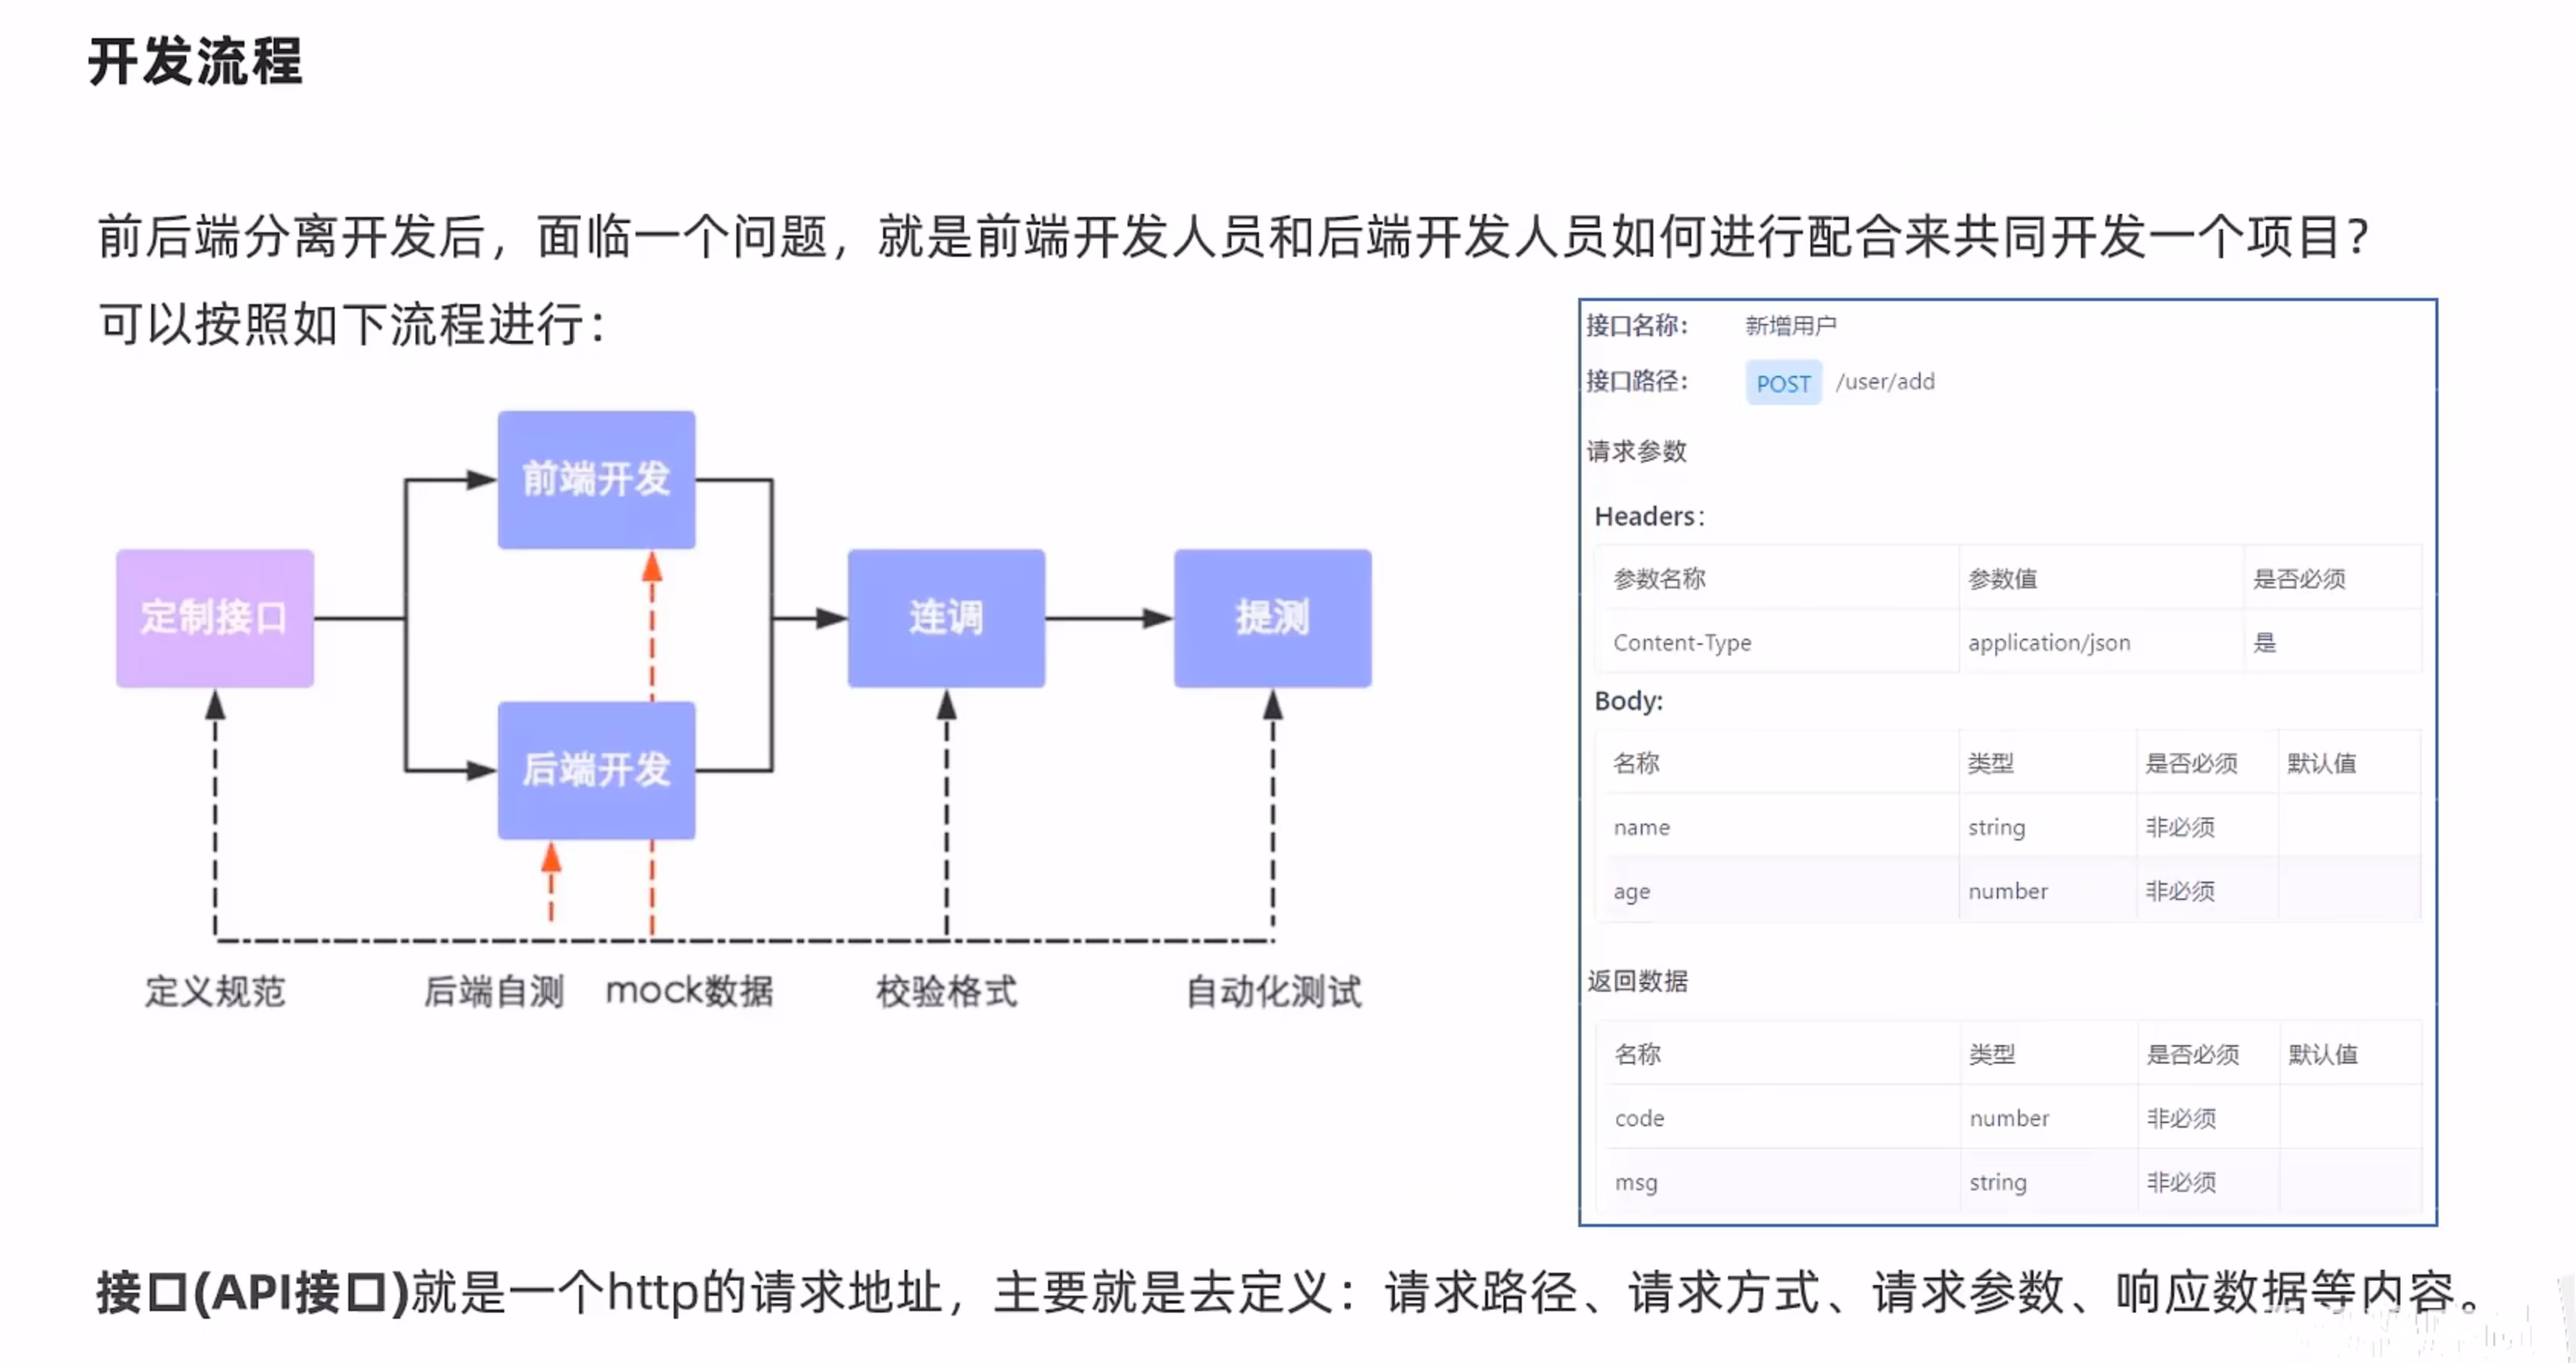 开发流程
前后端分离开发后，面临一个问题，就是前端开发人员和后端开发人员如何进行配合来共同开发一个项目？
可以按照如下流程进行：
前端开发
定制接口
连调
提测
后端开发
定义规范
后端自测
mock数据
校验格式
自动化测试
接口名称： 新增用户
接口路径： POST /user/add
请求参数
Headers：
参数名称 参数值 是否必须
Content-Type application/json 是
Body:
名称 类型 是否必须 默认值
name string 非必须
age number 非必须
返回数据
名称 类型 是否必须 默认值
code number 非必须
msg string 非必须
接口(API接口)就是一个http的请求地址，主要就是去定义：请求路径、请求方式、请求参数、响应数据等内容。